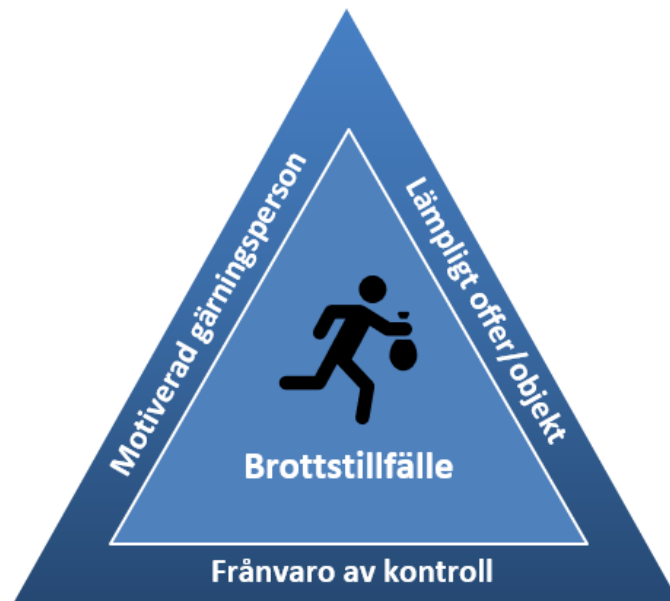 Motiverad gärningsperson
Lämpligt offer/objekt
Brottstillfälle
Frånvaro av kontroll